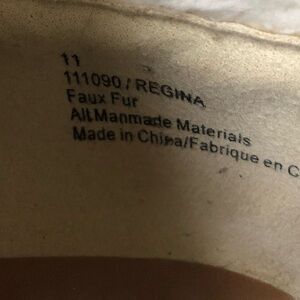 11
111090 / REGINA
Faux Fur
All Manmade Materials
Made in China/Fabrique en C